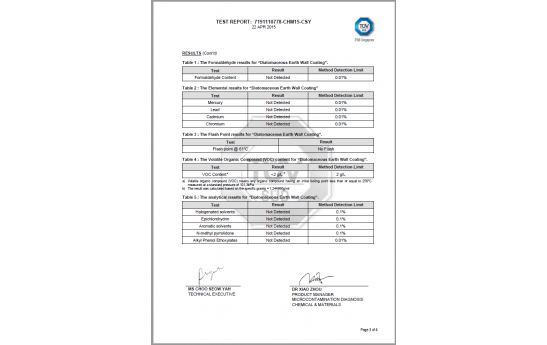 TEST REPORT: 7191110778-CHM15-CSY
22 APR 2015
TÜV
SÜD
RESULTS (Cont'd)
Table 1 : The Formaldehyde results for "Diatomaceous Earth Wall Coating".
Test Result Method Detection Limit
Formaldehyde Content Not Detected 0.01%
Table 2 : The Elemental results for "Diatomaceous Earth Wall Coating"
Test Result Method Detection Limit
Mercury Not Detected 0.01%
Lead Not Detected 0.01%
Cadmium Not Detected 0.01%
Chromium Not Detected 0.01%
Table 3 : The Flash Point results for "Diatomaceous Earth Wall Coating".
Test Result
Flash point @ 61°C No Flash
Table 4 : The Volatile Organic Compound (VOC) content for "Diatomaceous Earth Wall Coating".
Test Result Method Detection Limit
VOC Content* <2 g/L* 2 g/L
a) Volatile organic compound (VOC) means any organic compound having an initial boiling point less than or equal to 250°C
measured at a standard pressure of 101.3kPa.
b) The result was calculated based on the specific gravity
Table 5 : The analytical results for "Diatomaceous Earth Wall Coating".
Test Result Method Detection Limit
Halogenated solvents Not Detected 0.1%
Epichlorohydrin Not Detected 0.1%
Aromatic solvents Not Detected 0.1%
N-methyl pyrrolidone Not Detected 0.1%
Alkyl Phenol Ethoxylates Not Detected 0.01%
MS CHOO SEOW YAH
TECHNICAL EXECUTIVE
DR XIAO ZHOU
PRODUCT MANAGER
MICROCONTAMINATION DIAGNOSIS
CHEMICAL & MATERIALS
Page 3 of 4